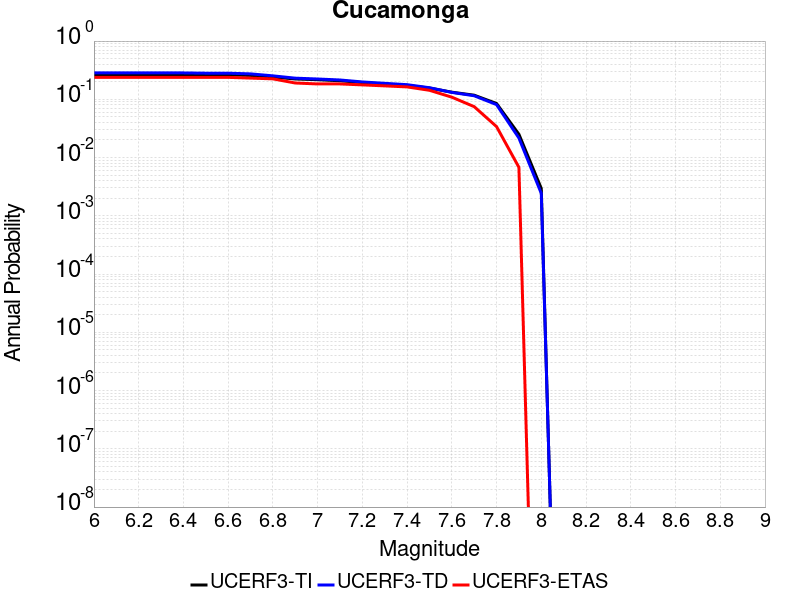 Cucamonga
Annual Probability
10^0
10^-1
10^-2
10^-3
10^-4
10^-5
10^-6
10^-7
10^-8
6 6.2 6.4 6.6 6.8 7 7.2 7.4 7.6 7.8 8 8.2 8.4 8.6 8.8 9
Magnitude
UCERF3-TI UCERF3-TD UCERF3-ETAS